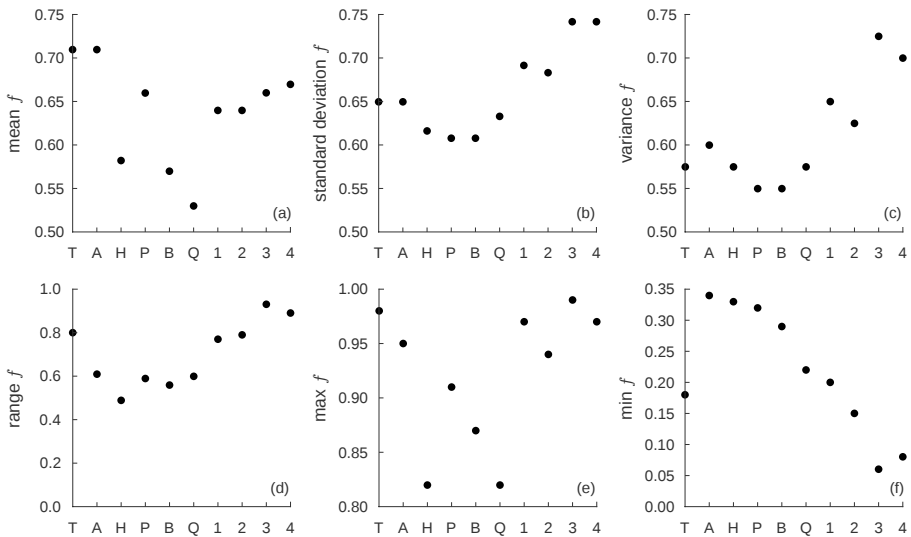 mean f
0.75
0.70
0.65
0.60
0.55
0.50
(a)
T A H P B Q 1 2 3 4
standard deviation f
0.75
0.70
0.65
0.60
0.55
0.50
(b)
T A H P B Q 1 2 3 4
variance f
0.75
0.70
0.65
0.60
0.55
0.50
(c)
T A H P B Q 1 2 3 4
range f
1.0
0.8
0.6
0.4
0.2
0.0
(d)
T A H P B Q 1 2 3 4
max f
1.00
0.95
0.90
0.85
0.80
(e)
T A H P B Q 1 2 3 4
min f
0.35
0.30
0.25
0.20
0.15
0.10
0.05
0.00
(f)
T A H P B Q 1 2 3 4